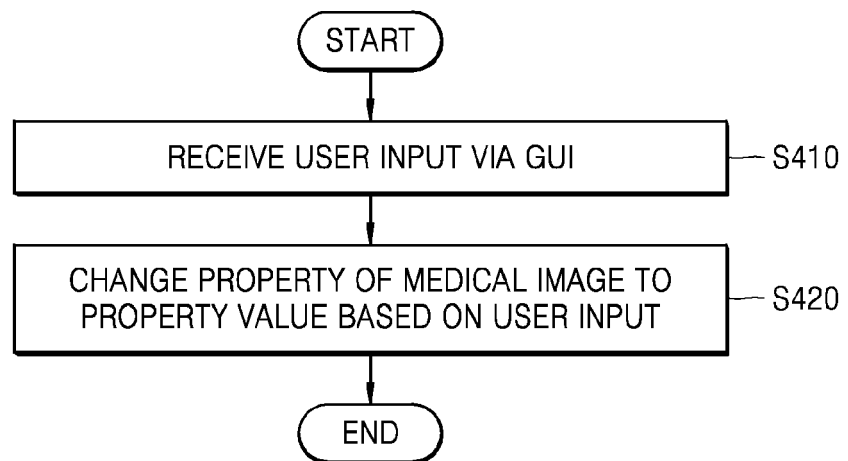 START
RECEIVE USER INPUT VIA GUI
S410
CHANGE PROPERTY OF MEDICAL IMAGE TO
PROPERTY VALUE BASED ON USER INPUT
S420
END